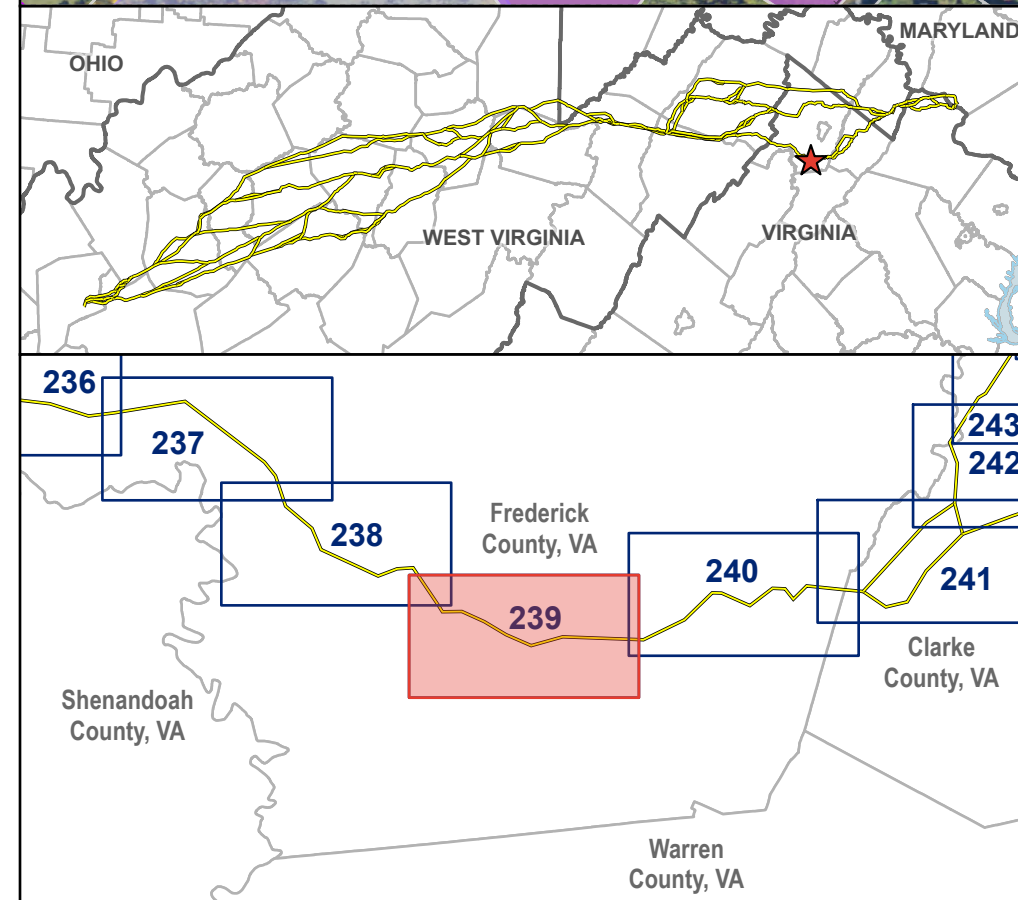 MARYLAND
OHIO
WEST VIRGINIA
VIRGINIA
236
237
243
242
238
Frederick
County, VA
240
241
239
Clarke
County, VA
Shenandoah
County, VA
Warren
County, VA